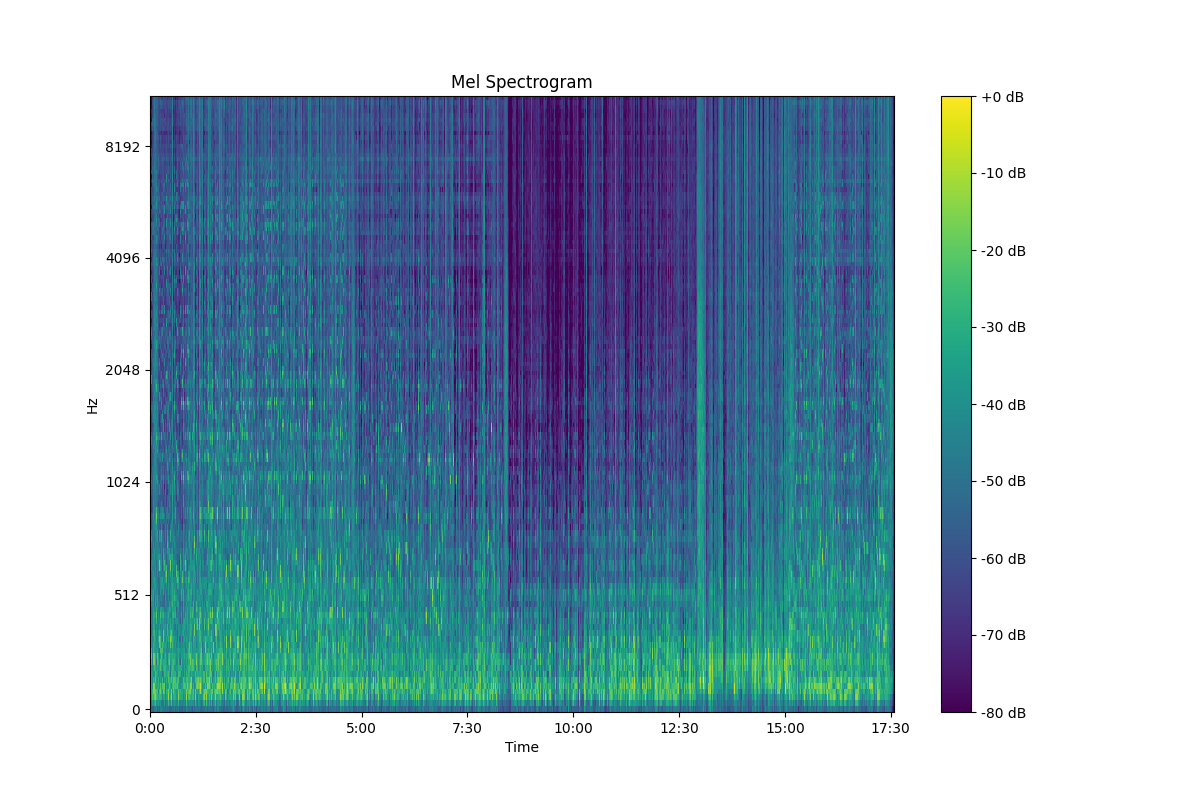 Mel Spectrogram
+0 dB
8192
-10 dB
-20 dB
4096
-30 dB
2048
Hz
-40 dB
1024
-50 dB
-60 dB
512
-70 dB
0
-80 dB
0:00 2:30 5:00 7:30 10:00 12:30 15:00 17:30
Time